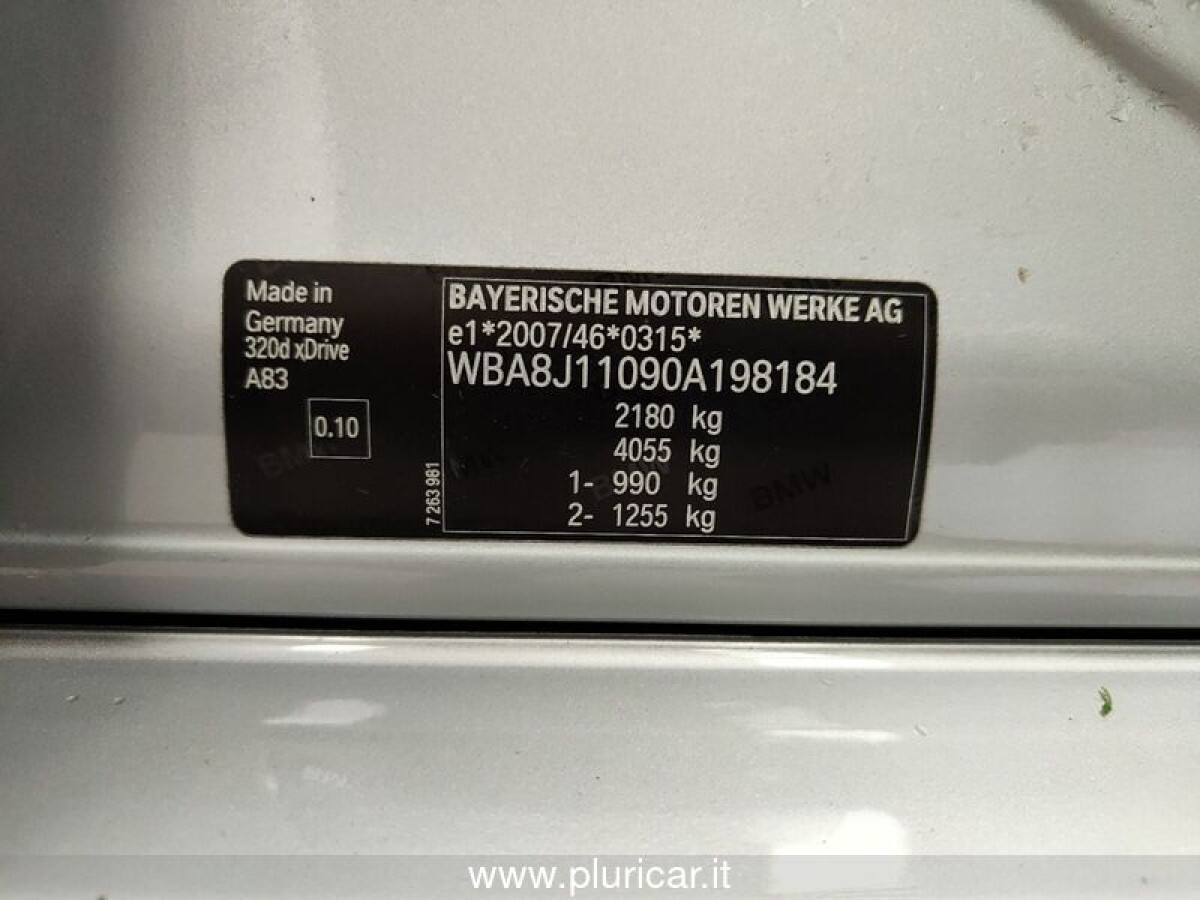 Made in
Germany
320d xDrive
A83
0.10
7 263 981
BAYERISCHE MOTOREN WERKE AG
e1*2007/46*0315*
WBA8J11090A198184
2180 kg
4055 kg
1- 990 kg
2- 1255 kg
BMW
www.pluricar.it